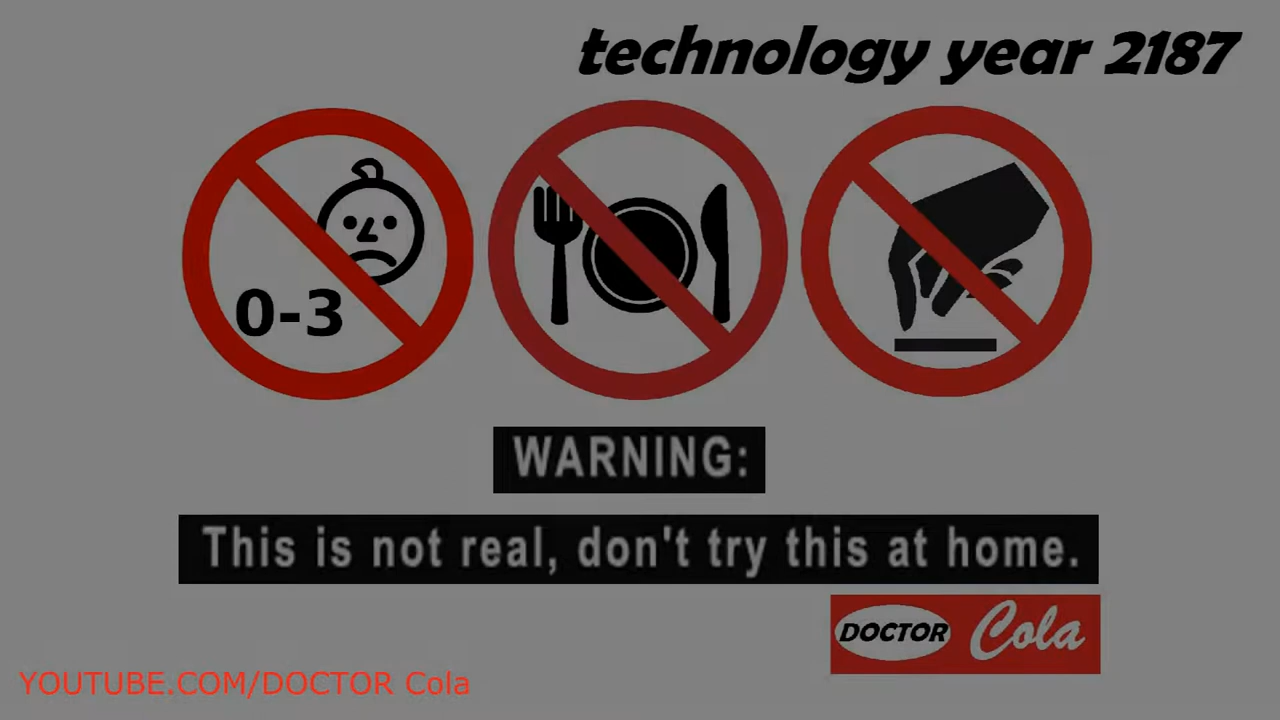 technology year 2187
0-3
WARNING:
This is not real, don't try this at home.
DOCTOR Cola
YOUTUBE.COM/DOCTOR Cola